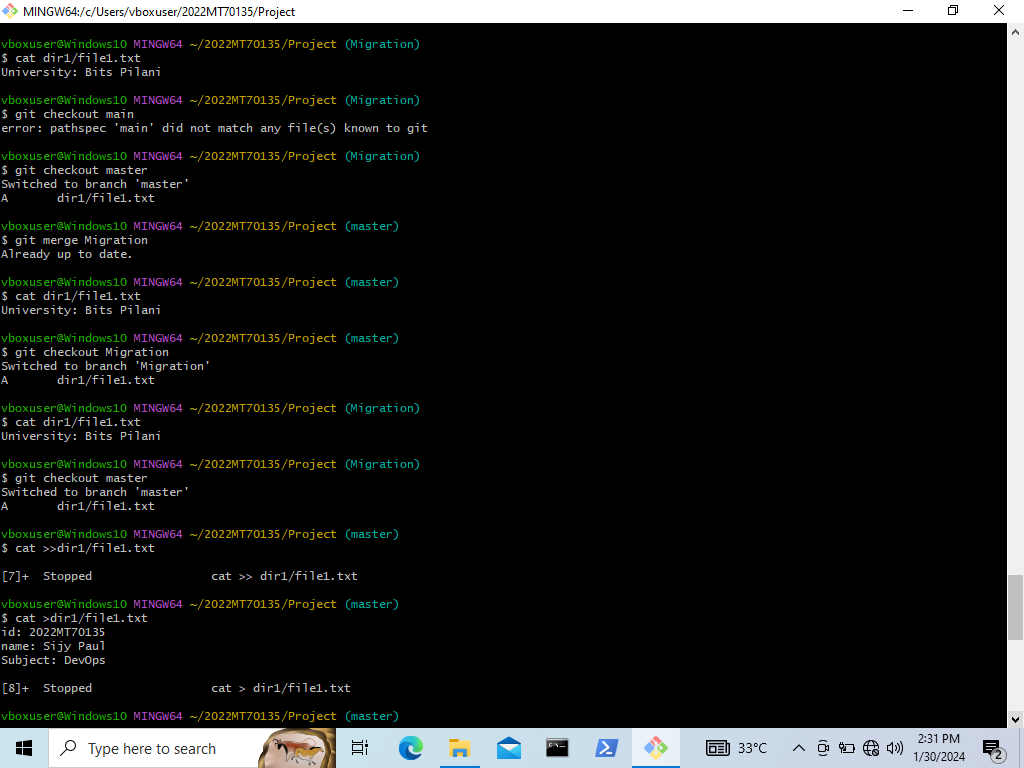 MINGW64:/c/Users/vboxuser/2022MT70135/Project
vboxuser@Windows10 MINGW64 ~/2022MT70135/Project (Migration)
$ cat dir1/file1.txt
University: Bits Pilani
vboxuser@Windows10 MINGW64 ~/2022MT70135/Project (Migration)
$ git checkout main
error: pathspec 'main' did not match any file(s) known to git
vboxuser@Windows10 MINGW64 ~/2022MT70135/Project (Migration)
$ git checkout master
Switched to branch 'master'
A       dir1/file1.txt
vboxuser@Windows10 MINGW64 ~/2022MT70135/Project (master)
$ git merge Migration
Already up to date.
vboxuser@Windows10 MINGW64 ~/2022MT70135/Project (master)
$ cat dir1/file1.txt
University: Bits Pilani
vboxuser@Windows10 MINGW64 ~/2022MT70135/Project (master)
$ git checkout Migration
Switched to branch 'Migration'
A       dir1/file1.txt
vboxuser@Windows10 MINGW64 ~/2022MT70135/Project (Migration)
$ cat dir1/file1.txt
University: Bits Pilani
vboxuser@Windows10 MINGW64 ~/2022MT70135/Project (Migration)
$ git checkout master
Switched to branch 'master'
A       dir1/file1.txt
vboxuser@Windows10 MINGW64 ~/2022MT70135/Project (master)
$ cat >>dir1/file1.txt
[7]+  Stopped                 cat >> dir1/file1.txt
vboxuser@Windows10 MINGW64 ~/2022MT70135/Project (master)
$ cat >dir1/file1.txt
id: 2022MT70135
name: Sijy Paul
Subject: DevOps
[8]+  Stopped                 cat > dir1/file1.txt
vboxuser@Windows10 MINGW64 ~/2022MT70135/Project (master)
Type here to search
33°C
2:31 PM
1/30/2024
2